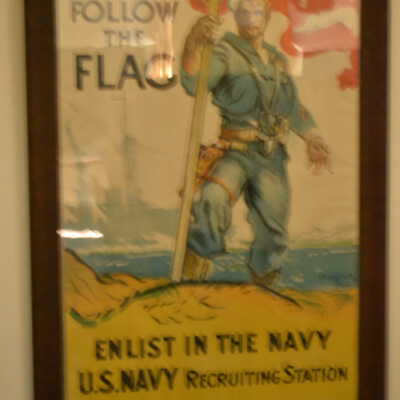 FOLLOW
THE
FLAG
ENLIST IN THE NAVY
U.S. NAVY RECRUITING STATION